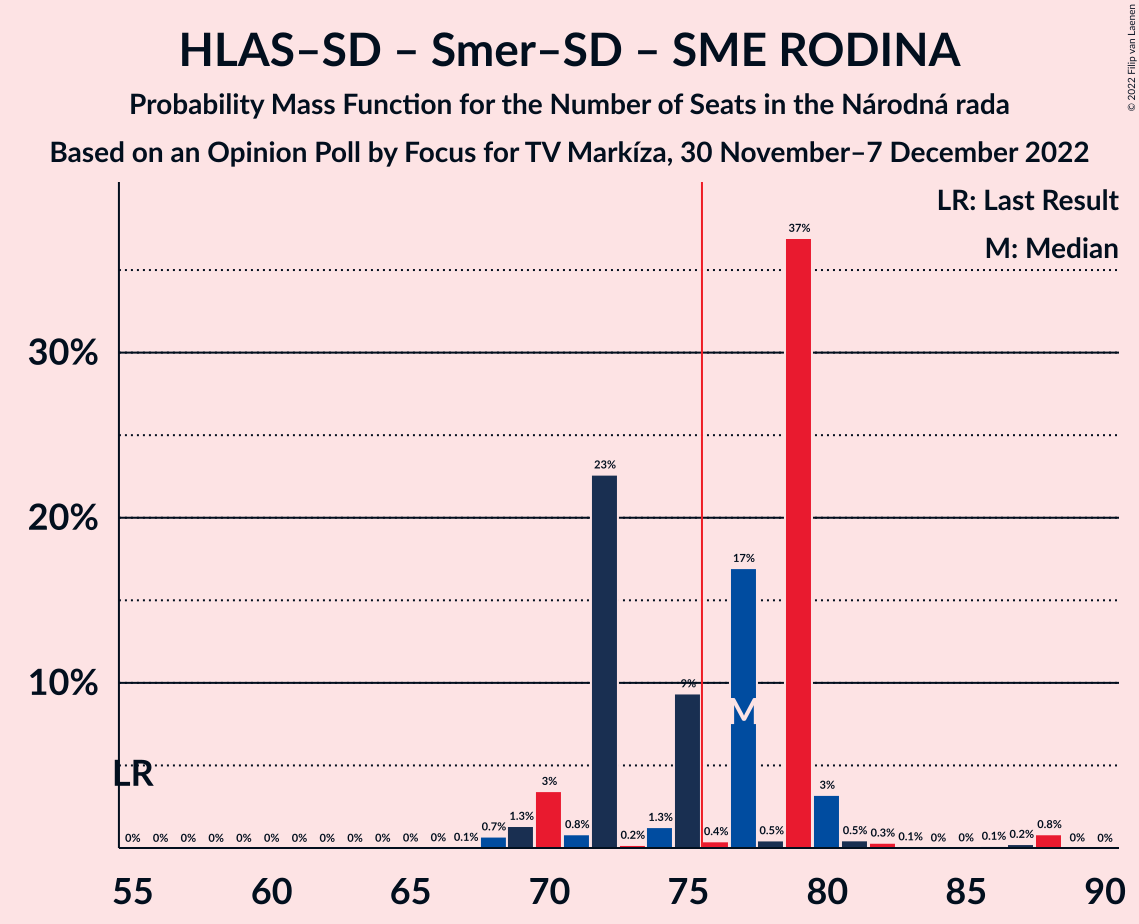 HLAS–SD – Smer–SD – SME RODINA
Probability Mass Function for the Number of Seats in the Národná rada
Based on an Opinion Poll by Focus for TV Markíza, 30 November–7 December 2022
© 2022 Filip van Laenen
LR: Last Result
M: Median
30%
20%
10%
LR
M
0% 0% 0% 0% 0% 0% 0% 0% 0% 0% 0% 0% 0.1% 0.7% 1.3% 3% 0.8% 23% 0.2% 1.3% 9% 0.4% 17% 0.5% 37% 3% 0.5% 0.3% 0.1% 0% 0% 0.1% 0.2% 0.8% 0% 0%
55 60 65 70 75 80 85 90